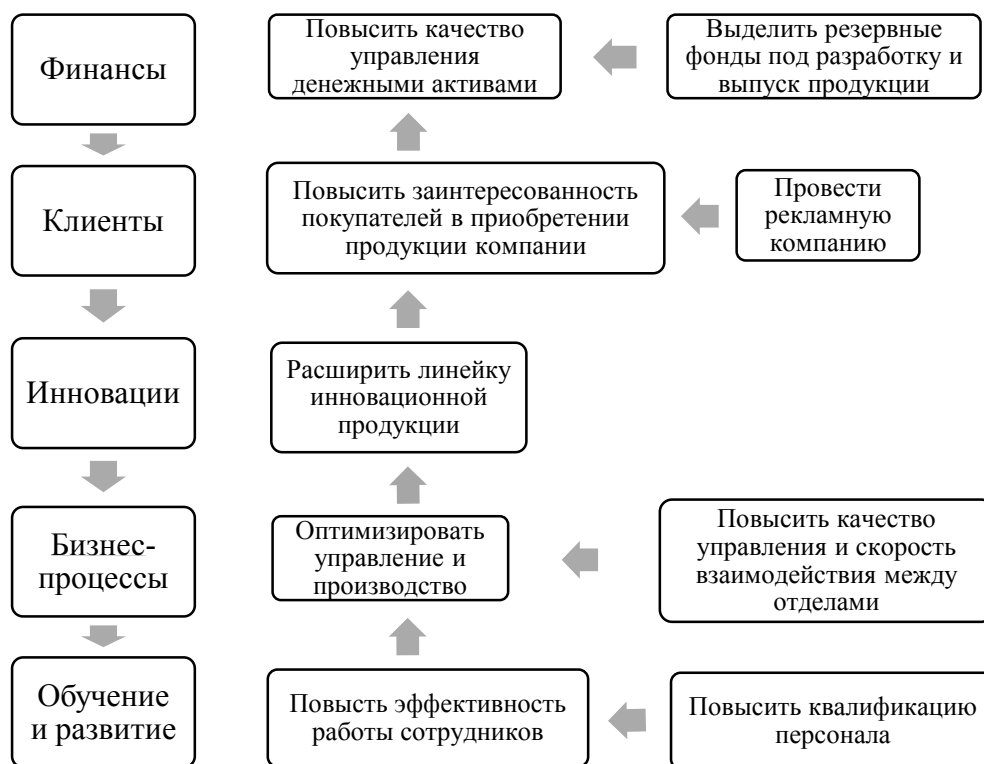 Финансы
Повысить качество
управления
денежными активами
Выделить резервные
фонды под разработку и
выпуск продукции
Клиенты
Повысить заинтересованность
покупателей в приобретении
продукции компании
Провести
рекламную
компанию
Инновации
Расширить линейку
инновационной
продукции
Бизнес-
процессы
Оптимизировать
управление и
производство
Повысить качество
управления и скорость
взаимодействия между
отделами
Обучение
и развитие
Повысть эффективность
работы сотрудников
Повысить квалификацию
персонала